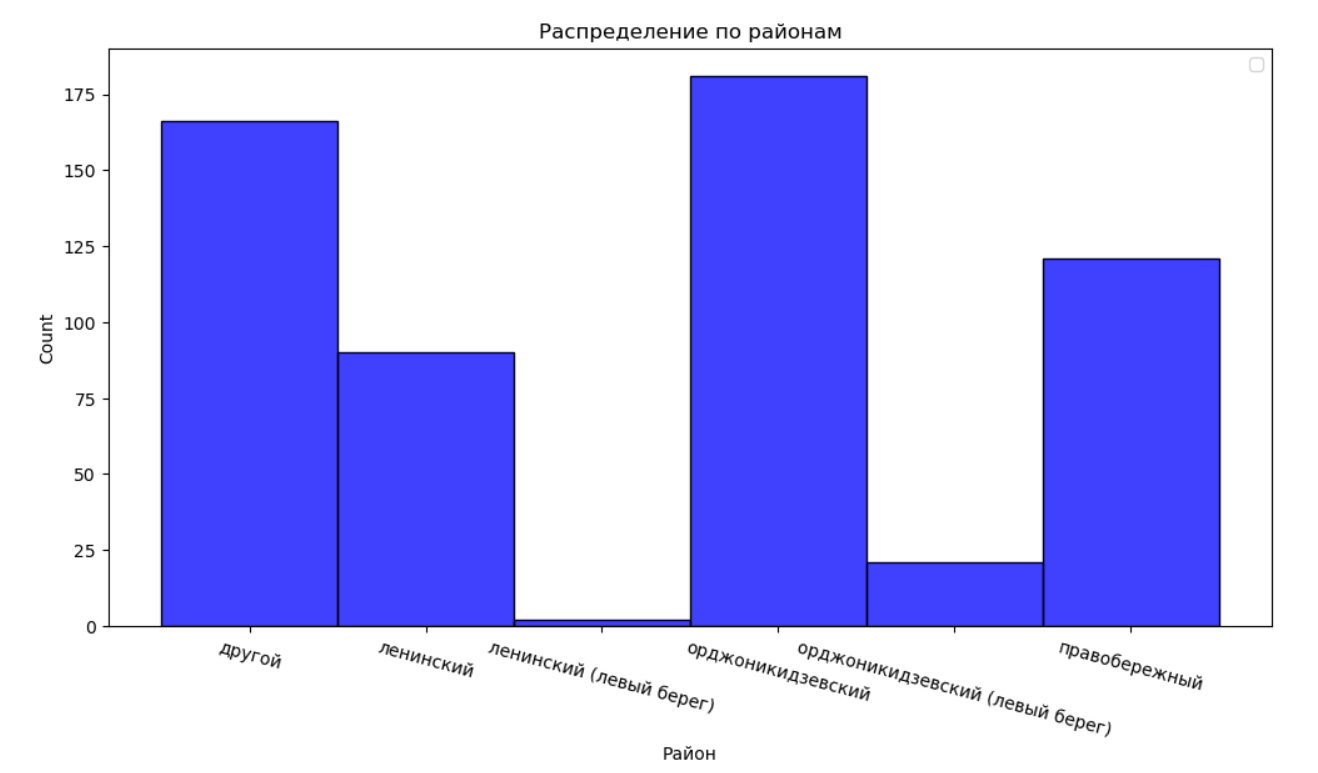 Распределение по районам
Count
175
150
125
100
75
50
25
0
другой
ленинский
ленинский (левый берег)
орджоникидзевский
орджоникидзевский (левый берег)
правобережный
Район